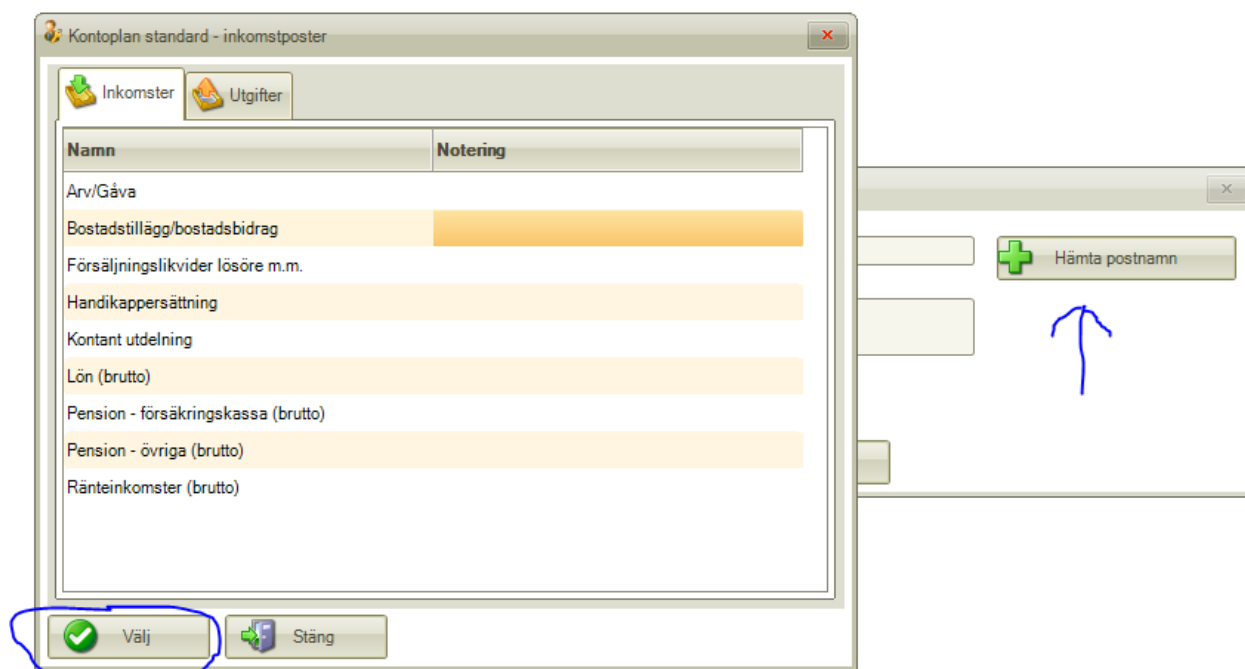 Kontoplan standard - inkomstposter
Inkomster
Utgifter
Namn Notering
Arv/Gåva
Bostadstillägg/bostadsbidrag
Försäljningslikvider lösöre m.m.
Handikappersättning
Kontant utdelning
Lön (brutto)
Pension - försäkringskassa (brutto)
Pension - övriga (brutto)
Ränteinkomster (brutto)
Välj
Stäng
Hämta postnamn